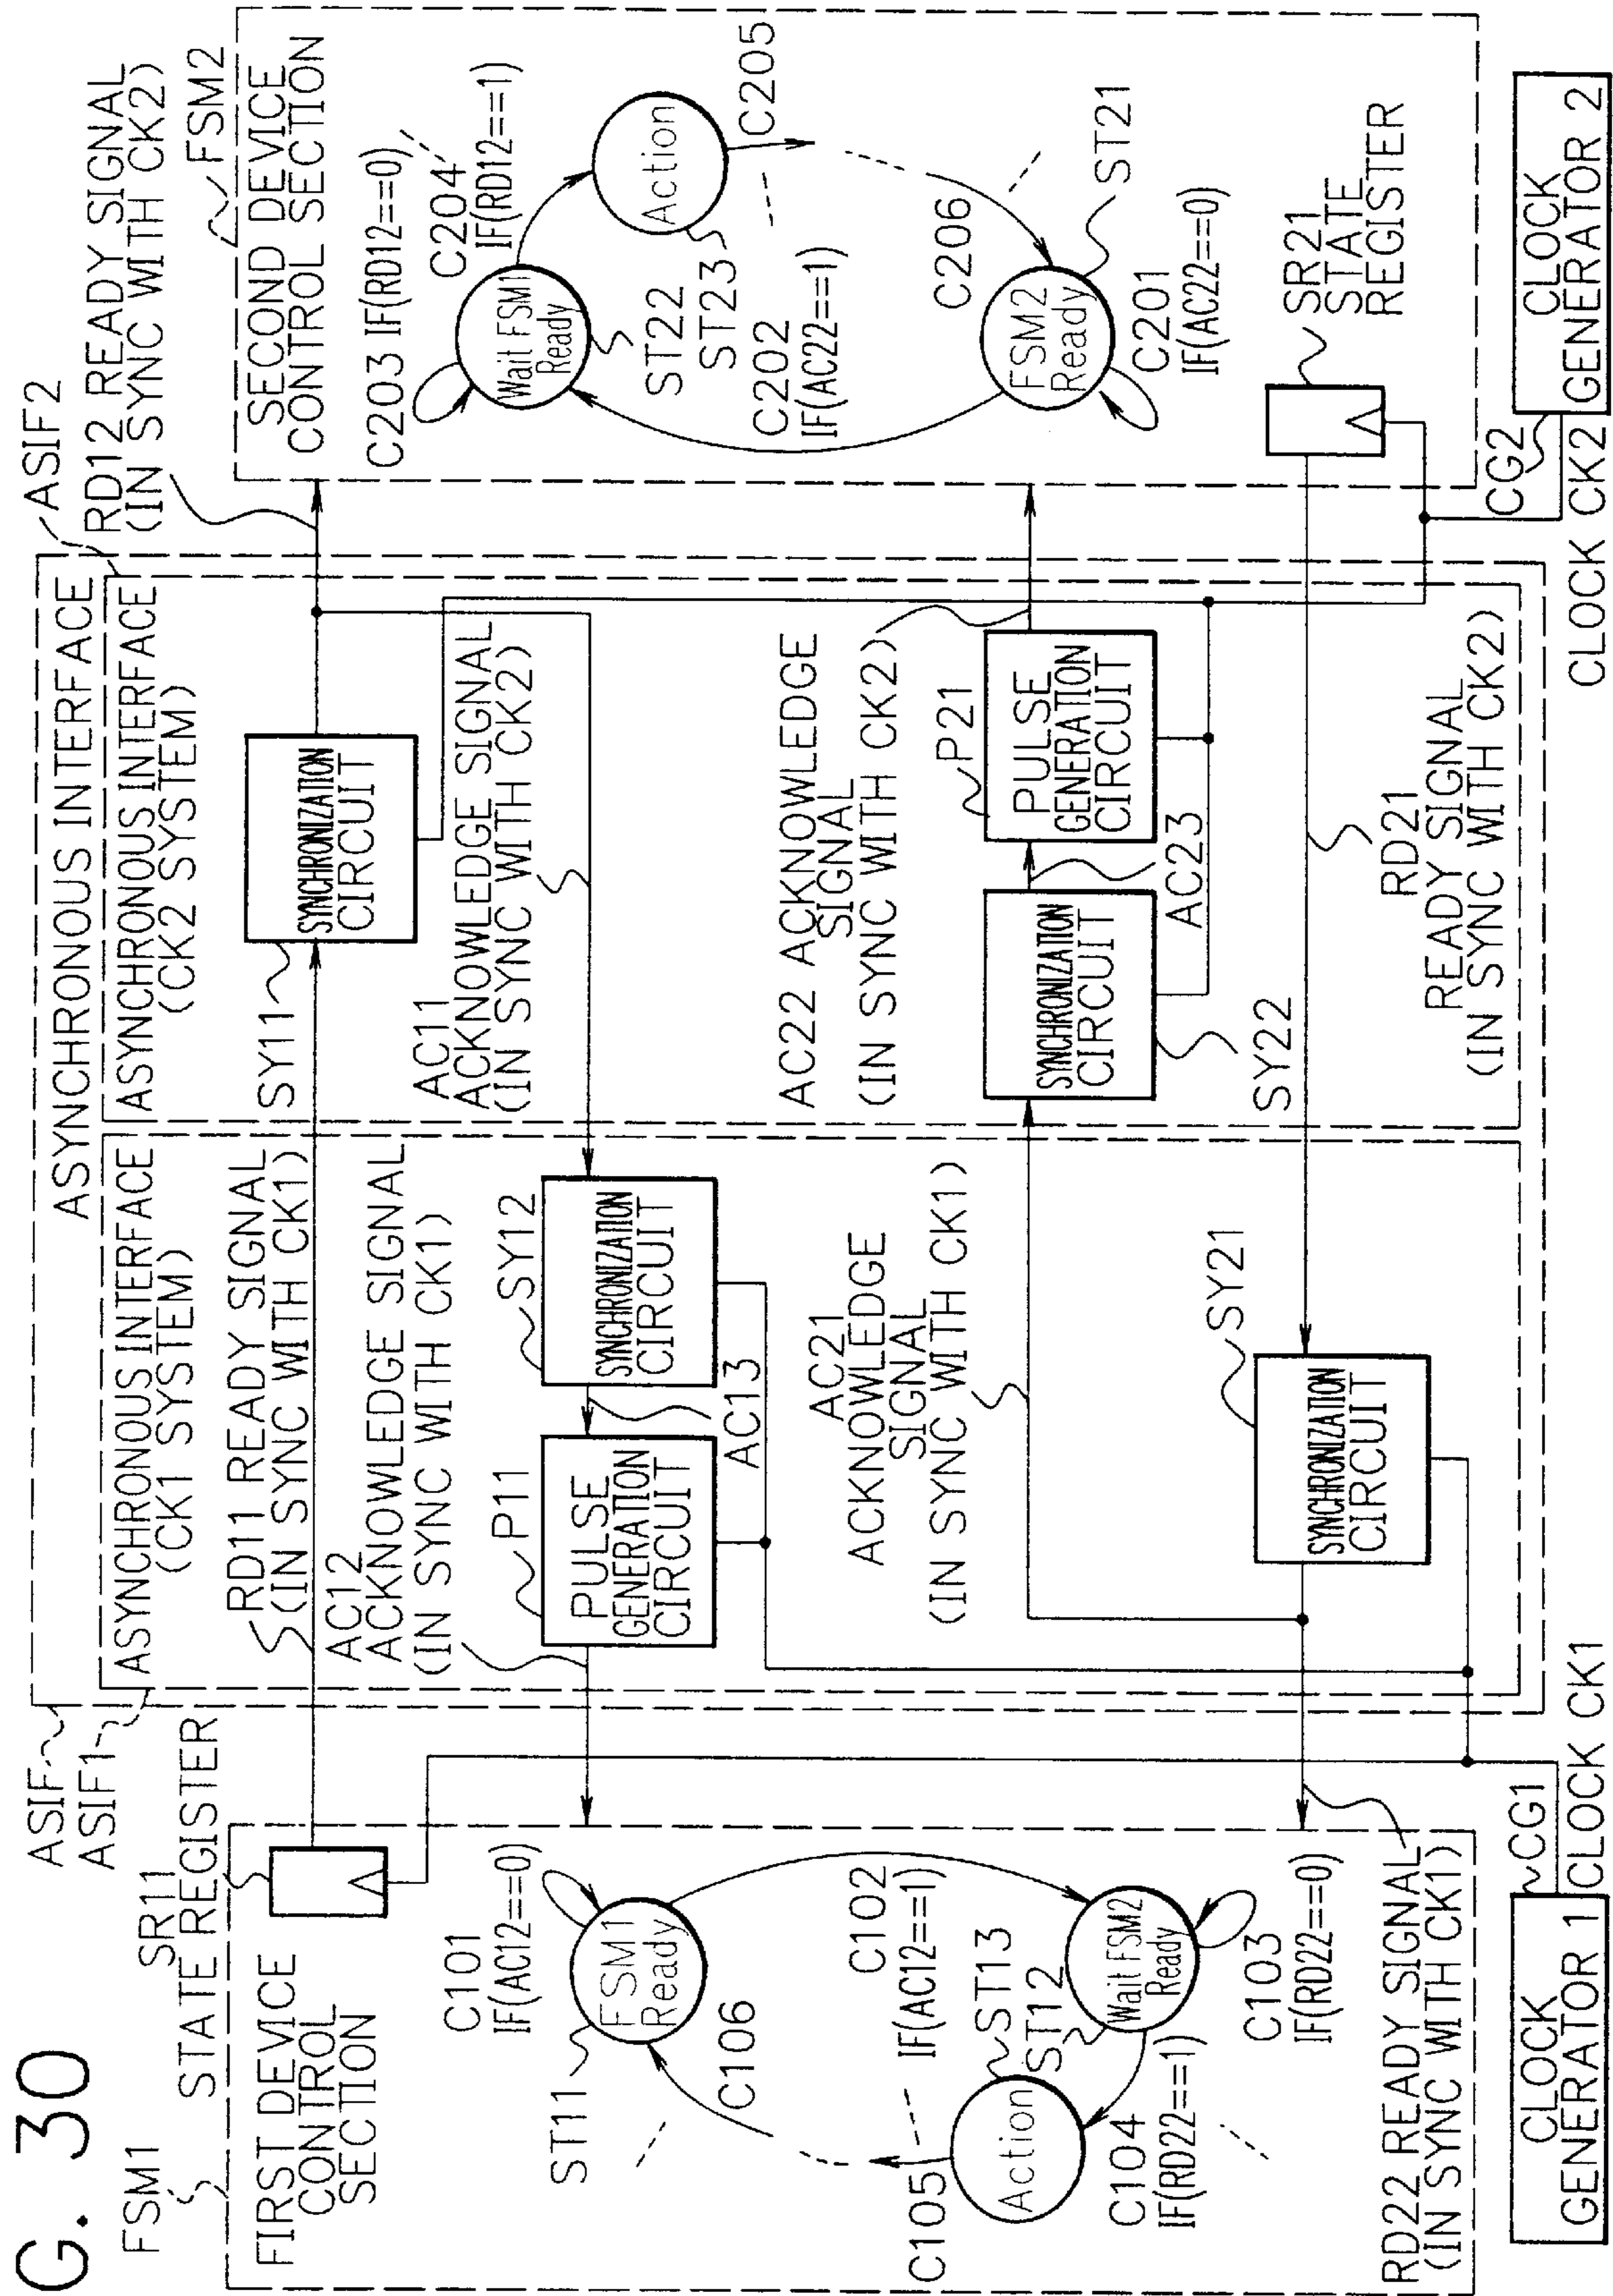 G. 30
FSM1
SR11
STATE REGISTER
FIRST DEVICE
CONTROL
SECTION
C101
IF(AC12==0)
FSM1
Ready
ST11
C106
C102
IF(AC12==1)
ST13
ST12
Wait FSM2
Ready
C103
IF(RD22==0)
Action
C105
C104
IF(RD22==1)
RD22 READY SIGNAL
(IN SYNC WITH CK1)
CG1
CLOCK
GENERATOR 1
CLOCK CK1
ASIF
ASIF1
ASYNCHRONOUS INTERFACE
ASYNCHRONOUS INTERFACE
(CK1 SYSTEM)
RD11 READY SIGNAL
(IN SYNC WITH CK1)
AC12
ACKNOWLEDGE SIGNAL
(IN SYNC WITH CK1)
P11
PULSE
GENERATION
CIRCUIT
SY12
SYNCHRONIZATION
CIRCUIT
AC13
AC21
ACKNOWLEDGE
SIGNAL
(IN SYNC WITH CK1)
SY21
SYNCHRONIZATION
CIRCUIT
ASIF2
ASYNCHRONOUS INTERFACE
(CK2 SYSTEM)
SY11
SYNCHRONIZATION
CIRCUIT
AC11
ACKNOWLEDGE SIGNAL
(IN SYNC WITH CK2)
AC22 ACKNOWLEDGE
SIGNAL
(IN SYNC WITH CK2)
P21
PULSE
GENERATION
CIRCUIT
SYNCHRONIZATION
CIRCUIT
AC23
SY22
RD21
READY SIGNAL
(IN SYNC WITH CK2)
RD12 READY SIGNAL
(IN SYNC WITH CK2)
FSM2
SECOND DEVICE
CONTROL SECTION
C203 IF(RD12==0)
C204
IF(RD12==1)
Wait FSM1
Ready
Action
C205
ST22
ST23
C202
IF(AC22==1)
C206
FSM2
Ready
ST21
C201
IF(AC22==0)
SR21
STATE
REGISTER
CG2
CLOCK
GENERATOR 2
CLOCK CK2